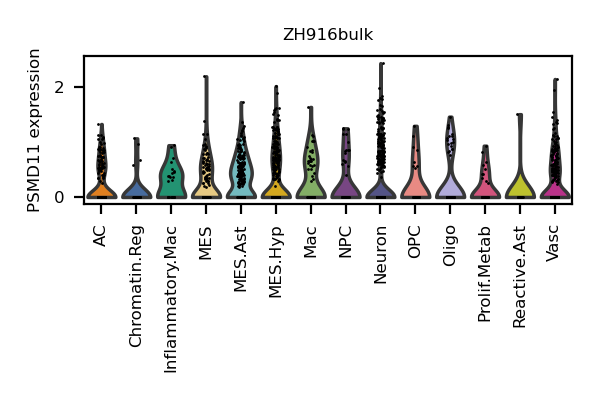 ZH916bulk
PSMD11 expression
2
0
AC
Chromatin.Reg
Inflammatory.Mac
MES
MES.Ast
MES.Hyp
Mac
NPC
Neuron
OPC
Oligo
Prolif.Metab
Reactive.Ast
Vasc